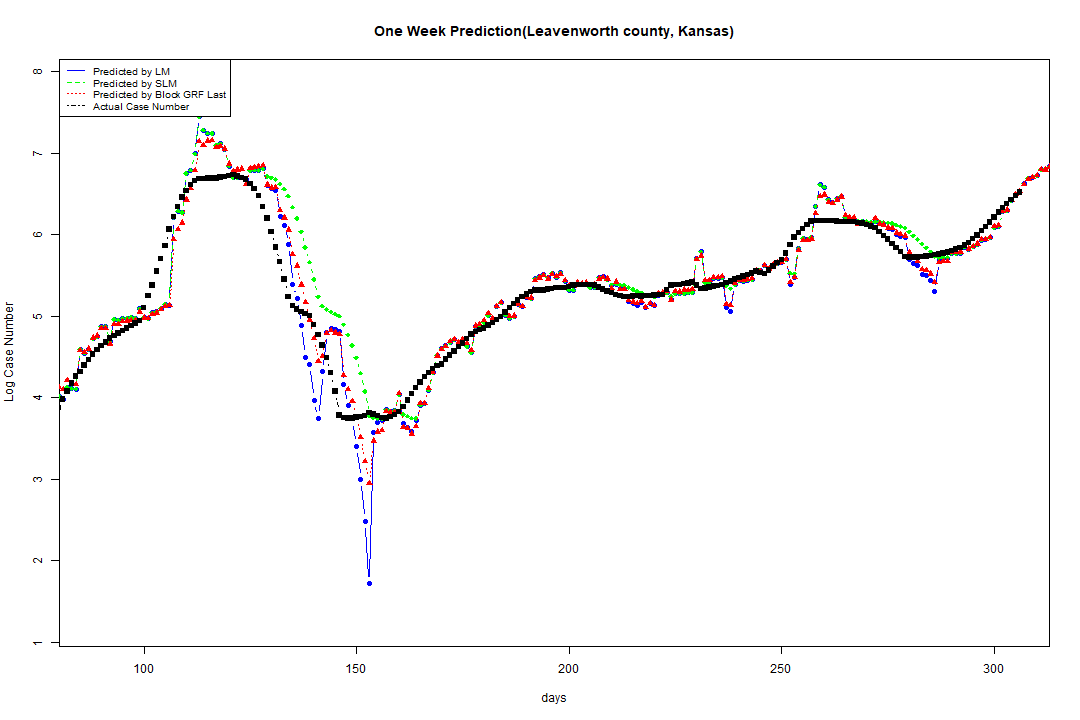 One Week Prediction(Leavenworth county, Kansas)
Predicted by LM
Predicted by SLM
Predicted by Block GRF Last
Actual Case Number
Log Case Number
8
7
6
5
4
3
2
1
100 150 200 250 300
days